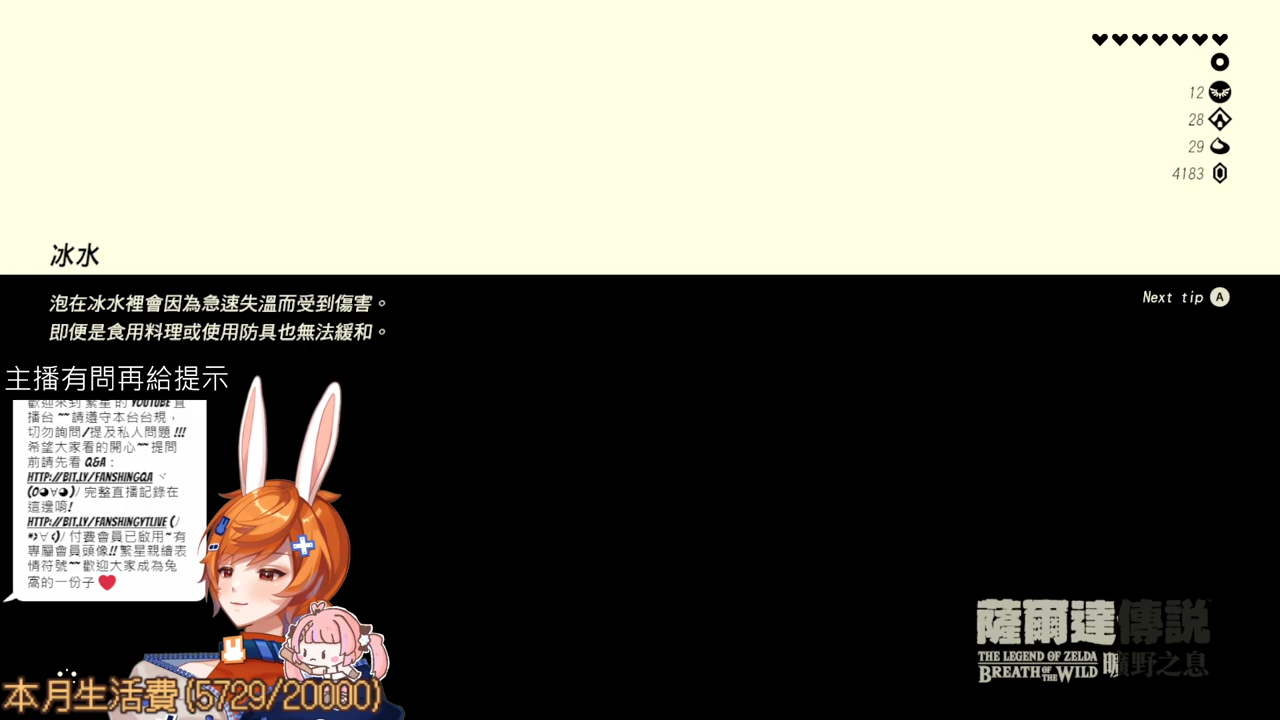 12
28
29
4183
冰水
泡在冰水裡會因為急速失溫而受到傷害。
即便是食用料理或使用防具也無法緩和。
Next tip A
主播有問再給提示
歡迎來到 繁星 的 YOUTUBE 直
播台 ~~ 請遵守本台台規，
切勿詢問/提及私人問題 !!!
希望大家看的開心~~ 提問
前請先看 Q&A：
HTTP://BIT.LY/FANSHINGQA ヾ
(O◕∀◕)ﾉ 完整直播記錄在
這邊唷!
HTTP://BIT.LY/FANSHINGYTLIVE (ﾉ
付費會員已啟用~ 有
專屬會員頭像!! 繁星親繪表
情符號~~ 歡迎大家成為兔
窩的一份子 ❤
薩爾達傳說
THE LEGEND OF ZELDA
BREATH OF THE WILD 曠野之息
本月生活費 (5729/20000)